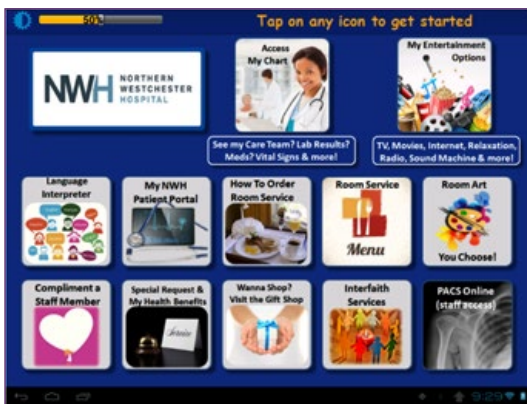 50%
Tap on any icon to get started
NWH
NORTHERN
WESTCHESTER
HOSPITAL
Access
My Chart
See my Care Team? Lab Results?
Meds? Vital Signs & more!
My Entertainment
Options
TV, Movies, Internet, Relaxation,
Radio, Sound Machine & more!
Language
Interpreter
My NWH
Patient Portal
How To Order
Room Service
Room Service
Menu
Room Art
You Choose!
Compliment a
Staff Member
Special Request &
My Health Benefits
Service
Wanna Shop?
Visit the Gift Shop
Interfaith
Services
PACS Online
(staff access)
9:29